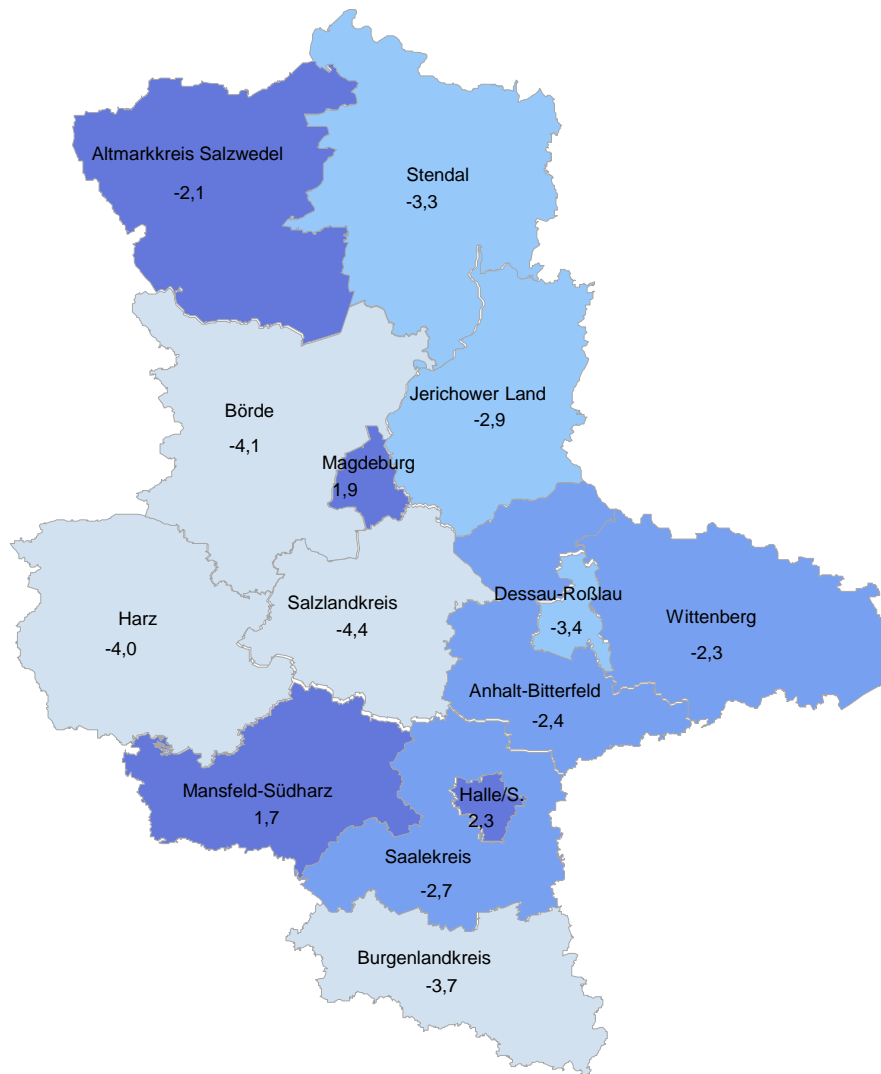 Altmarkkreis Salzwedel
-2,1
Stendal
-3,3
Jerichower Land
-2,9
Börde
-4,1
Magdeburg
1,9
Harz
-4,0
Salzlandkreis
-4,4
Dessau-Roßlau
-3,4
Wittenberg
-2,3
Anhalt-Bitterfeld
-2,4
Mansfeld-Südharz
1,7
Halle/S.
2,3
Saalekreis
-2,7
Burgenlandkreis
-3,7